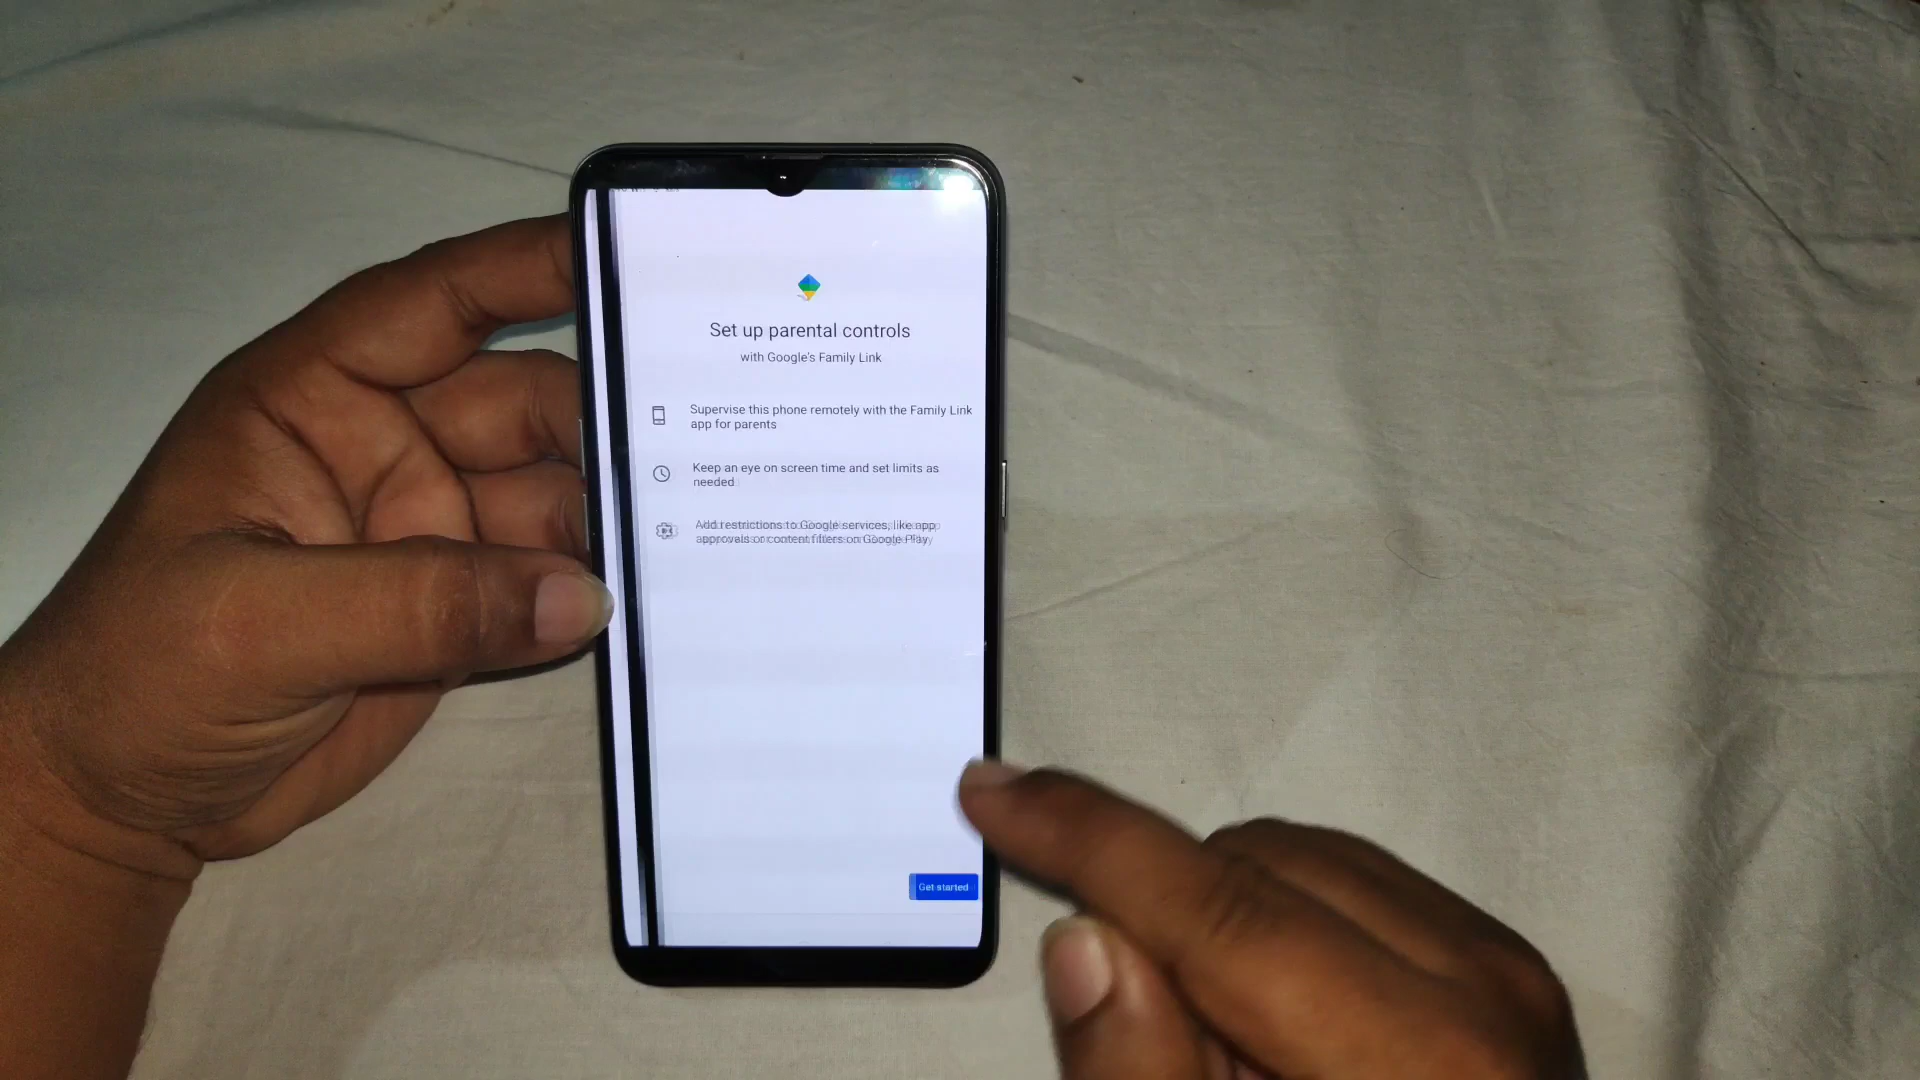 Set up parental controls
with Google's Family Link
Supervise this phone remotely with the Family Link
app for parents
Keep an eye on screen time and set limits as
needed
Add restrictions to Google services, like app
approvals or content filters on Google Play
Get started